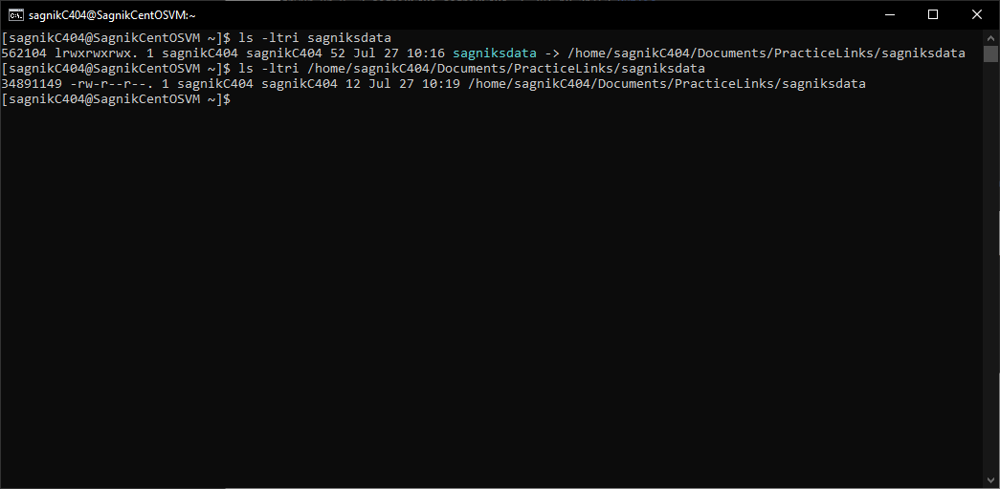 sagnikC404@SagnikCentOSVM:~
[sagnikC404@SagnikCentOSVM ~]$ ls -ltri sagniksdata
562104 lrwxrwxrwx. 1 sagnikC404 sagnikC404 52 Jul 27 10:16 sagniksdata -> /home/sagnikC404/Documents/PracticeLinks/sagniksdata
[sagnikC404@SagnikCentOSVM ~]$ ls -ltri /home/sagnikC404/Documents/PracticeLinks/sagniksdata
34891149 -rw-r--r--. 1 sagnikC404 sagnikC404 12 Jul 27 10:19 /home/sagnikC404/Documents/PracticeLinks/sagniksdata
[sagnikC404@SagnikCentOSVM ~]$